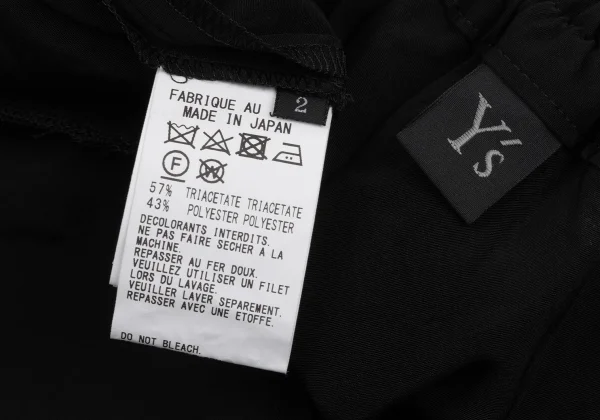 2
FABRIQUE AU
MADE IN JAPAN
F
W
57% TRIACETATE TRIACETATE
43% POLYESTER POLYESTER
DECOLORANTS INTERDITS.
NE PAS FAIRE SECHER À LA
MACHINE.
REPASSER AU FER DOUX.
VEUILLEZ UTILISER UN FILET
LORS DU LAVAGE.
VEUILLER LAVER SEPAREMENT.
REPASSER AVEC UNE ETOFFE.
DO NOT BLEACH.
Y's